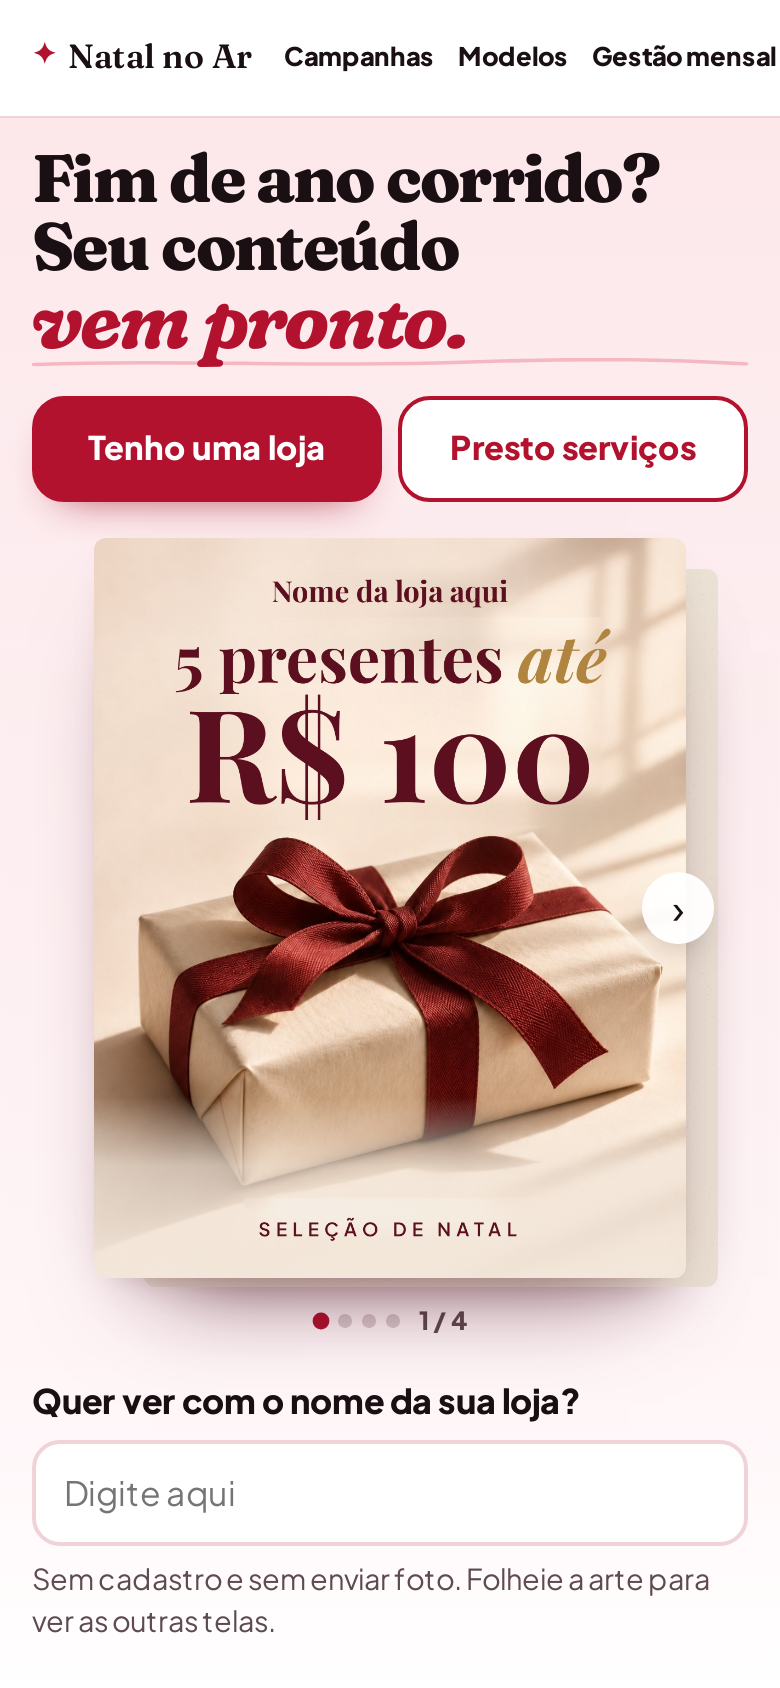 Natal no Ar Campanhas Modelos Gestão mensal
Fim de ano corrido?
Seu conteúdo
vem pronto.
Tenho uma loja Presto serviços
Nome da loja aqui
5 presentes até
R$ 100
SELEÇÃO DE NATAL
1 / 4
Quer ver com o nome da sua loja?
Digite aqui
Sem cadastro e sem enviar foto. Folheie a arte para
ver as outras telas.